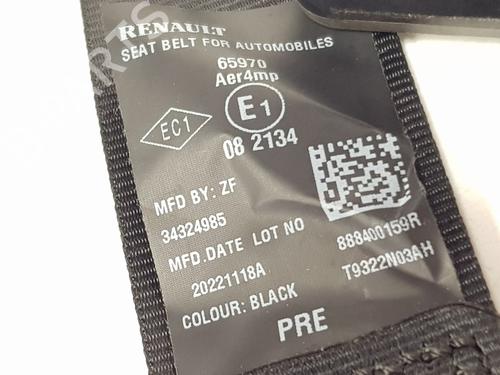 RENAULT
SEAT BELT FOR AUTOMOBILES
65970
Aer4mp
EC1
E1
08 2134
MFD BY: ZF
34324985
MFD.DATE LOT NO
20221118A
COLOUR: BLACK
888400159R
T9322N03AH
PRE